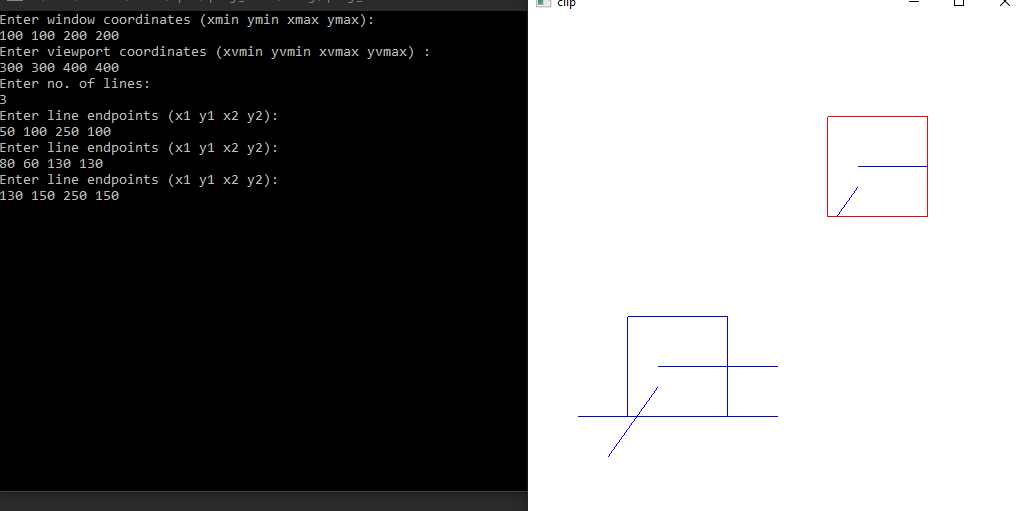 Enter window coordinates (xmin ymin xmax ymax):
100 100 200 200
Enter viewport coordinates (xvmin yvmin xvmax yvmax) :
300 300 400 400
Enter no. of lines:
3
Enter line endpoints (x1 y1 x2 y2):
50 100 250 100
Enter line endpoints (x1 y1 x2 y2):
80 60 130 130
Enter line endpoints (x1 y1 x2 y2):
130 150 250 150
clip